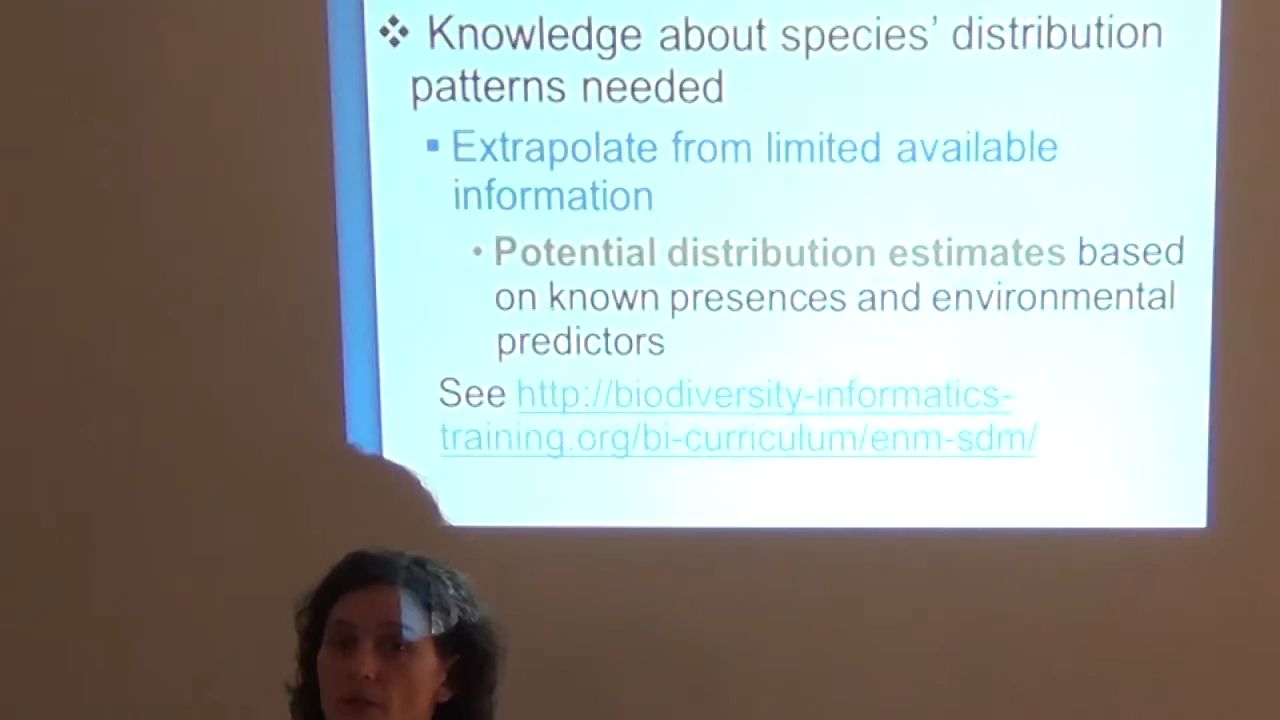 ❖ Knowledge about species' distribution
patterns needed
▪ Extrapolate from limited available
information
• Potential distribution estimates based
on known presences and environmental
predictors
See http://biodiversity-informatics-
training.org/bi-curriculum/enm-sdm/